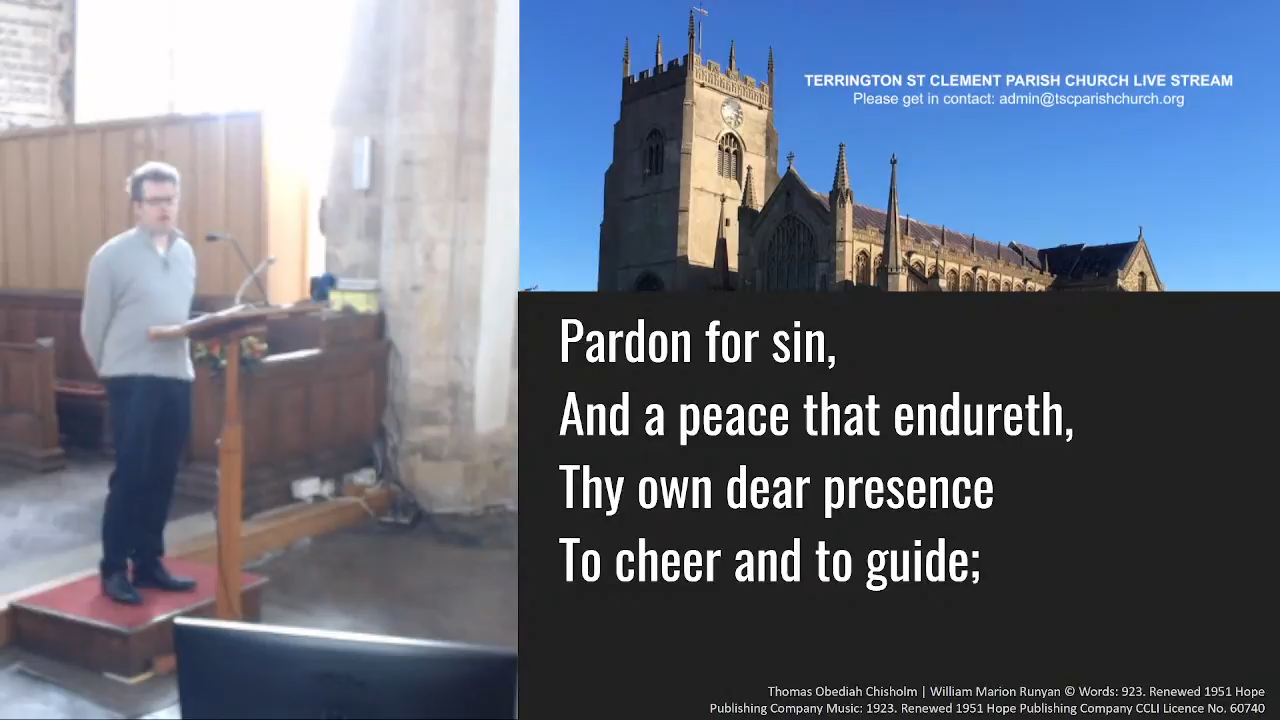 TERRINGTON ST CLEMENT PARISH CHURCH LIVE STREAM
Please get in contact: admin@tscparishchurch.org
Pardon for sin,
And a peace that endureth,
Thy own dear presence
To cheer and to guide;
Thomas Obediah Chisholm | William Marion Runyan © Words: 923. Renewed 1951 Hope
Publishing Company Music: 1923. Renewed 1951 Hope Publishing Company CCLI Licence No. 60740